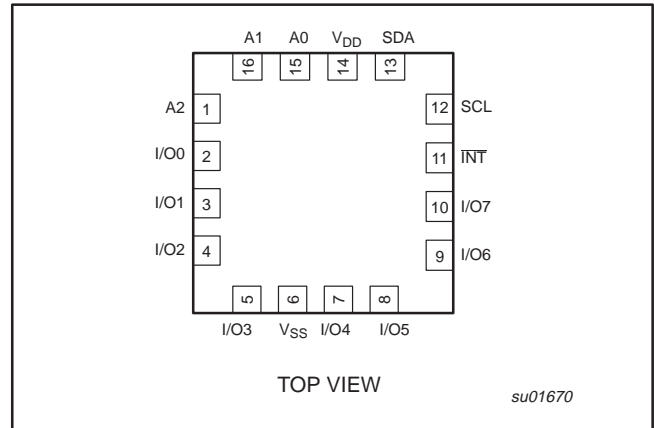 A1 A0 VDD SDA
16 15 14 13
A2 1 12 SCL
I/O0 2 11 INT
I/O1 3 10 I/O7
I/O2 4 9 I/O6
5 6 7 8
I/O3 VSS I/O4 I/O5
TOP VIEW
su01670